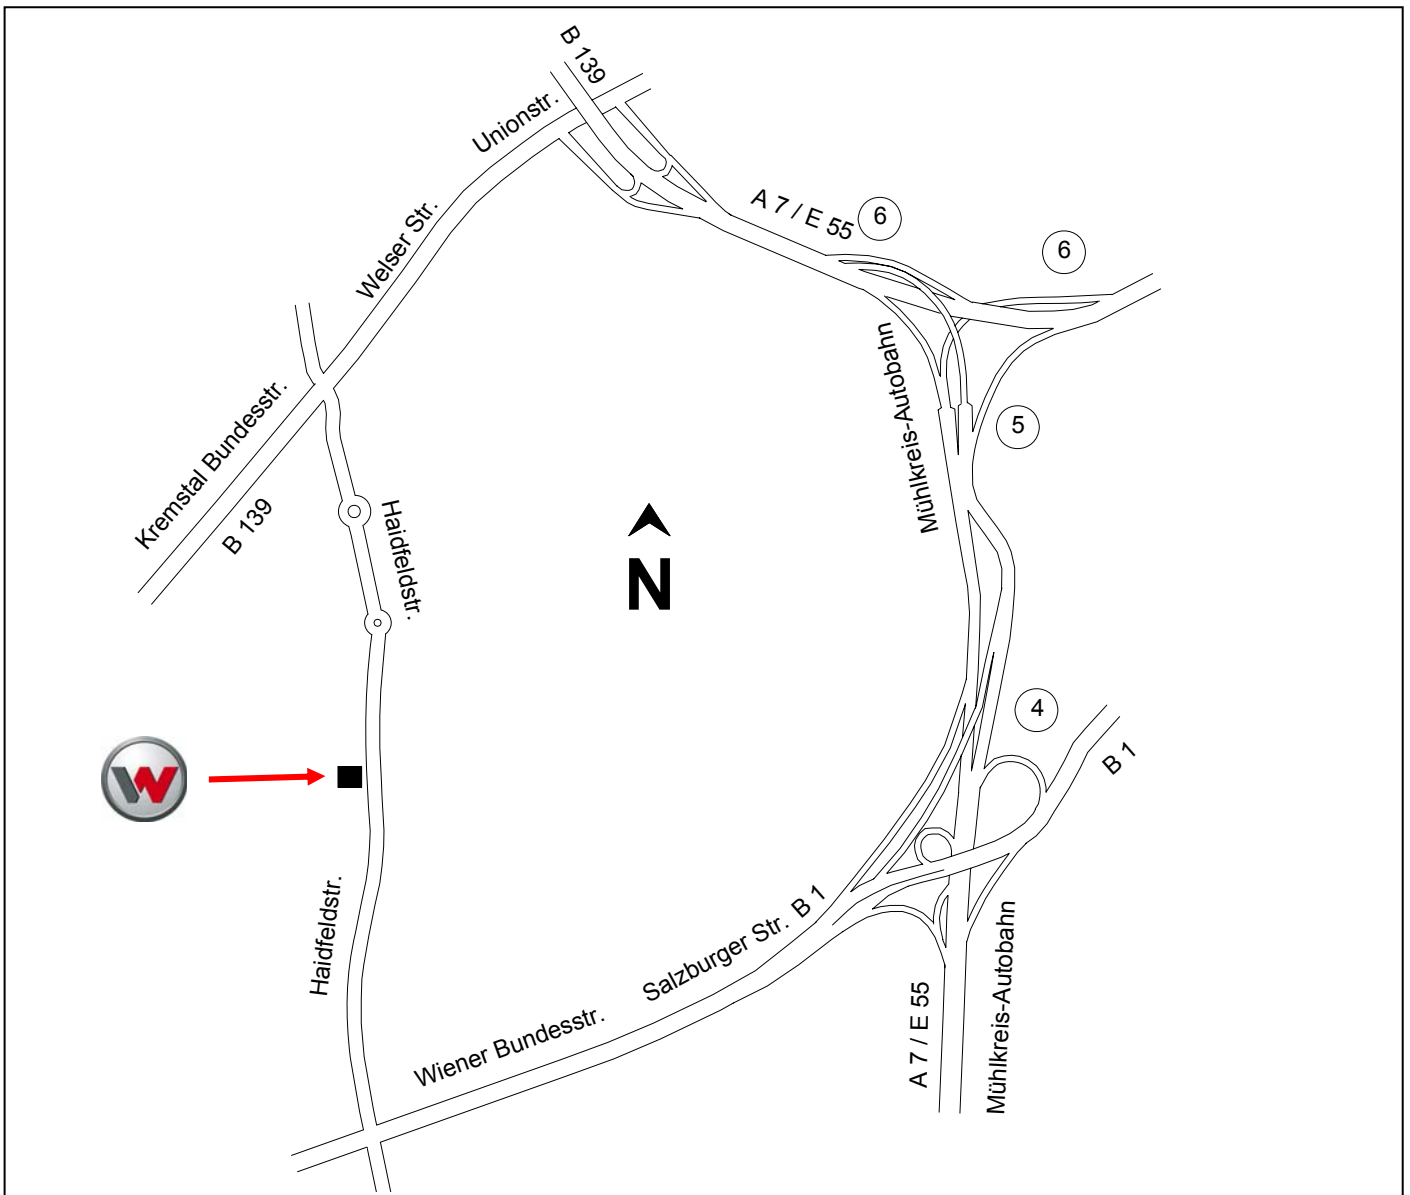 B 139
Unionstr.
A 7 / E 55
6
6
Welser Str.
Mühlkreis-Autobahn
Kremstal Bundesstr.
5
B 139
Haidfeldstr.
N
4
B 1
W
Haidfeldstr.
Salzburger Str. B 1
Wiener Bundesstr.
A 7 / E 55
Mühlkreis-Autobahn